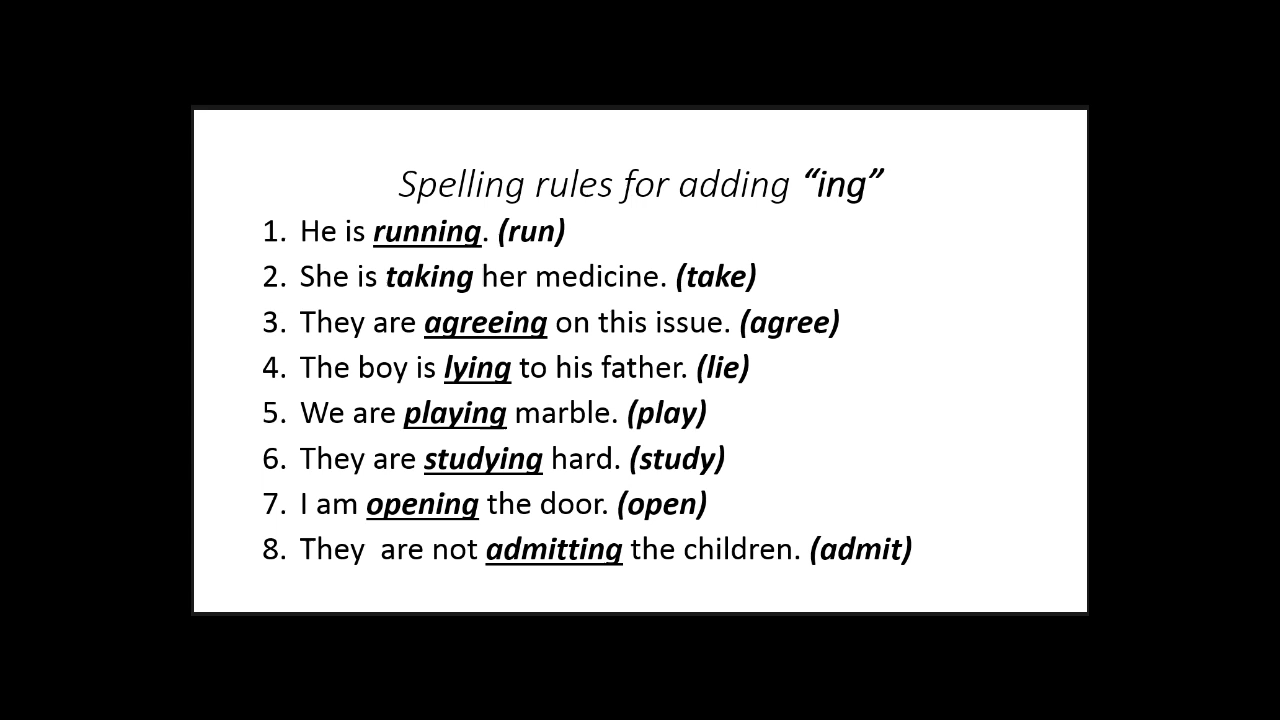 Spelling rules for adding “ing”
1. He is running. (run)
2. She is taking her medicine. (take)
3. They are agreeing on this issue. (agree)
4. The boy is lying to his father. (lie)
5. We are playing marble. (play)
6. They are studying hard. (study)
7. I am opening the door. (open)
8. They  are not admitting the children. (admit)